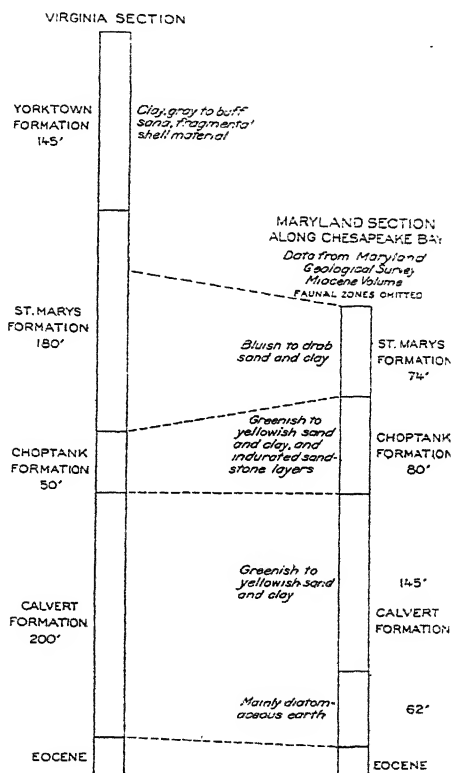 VIRGINIA SECTION
YORKTOWN
FORMATION
145'
Clay, gray to buff
sand, fragmental
shell material
MARYLAND SECTION
ALONG CHESAPEAKE BAY
Data from Maryland
Geological Survey
Miocene Volume
FAUNAL ZONES OMITTED
ST. MARYS
FORMATION
180'
Bluish to drab
sand and clay
ST. MARYS
FORMATION
74'
Greenish to
yellowish sand
and clay, and
indurated sand-
stone layers
CHOPTANK
FORMATION
50'
CHOPTANK
FORMATION
80'
Greenish to
yellowish sand
and clay
145'
CALVERT
FORMATION
CALVERT
FORMATION
200'
Mainly diatom-
aceous earth
62'
EOCENE
EOCENE